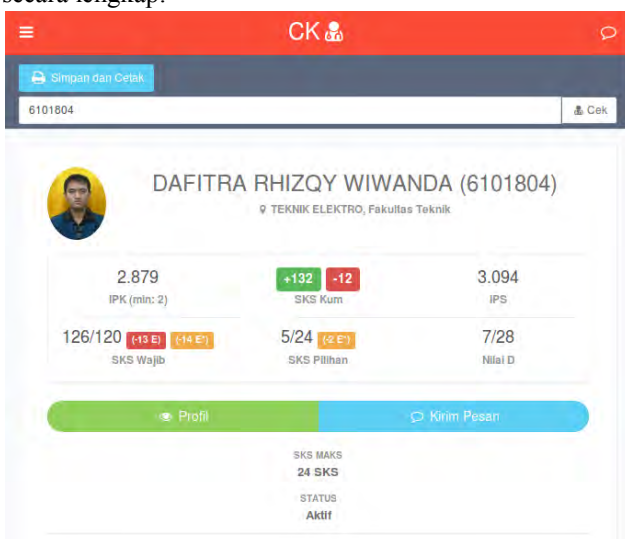 secara lengkap.
CK
Simpan dan Cetak
6101804
Cek
DAFITRA RHIZQY WIWANDA (6101804)
TEKNIK ELEKTRO, Fakultas Teknik
2.879
IPK (min: 2)
+132 -12
SKS Kum
3.094
IPS
126/120 (-13 E) (-14 E*)
SKS Wajib
5/24 (-2 E*)
SKS Pilihan
7/28
Nilai D
Profil
Kirim Pesan
SKS MAKS
24 SKS
STATUS
Aktif